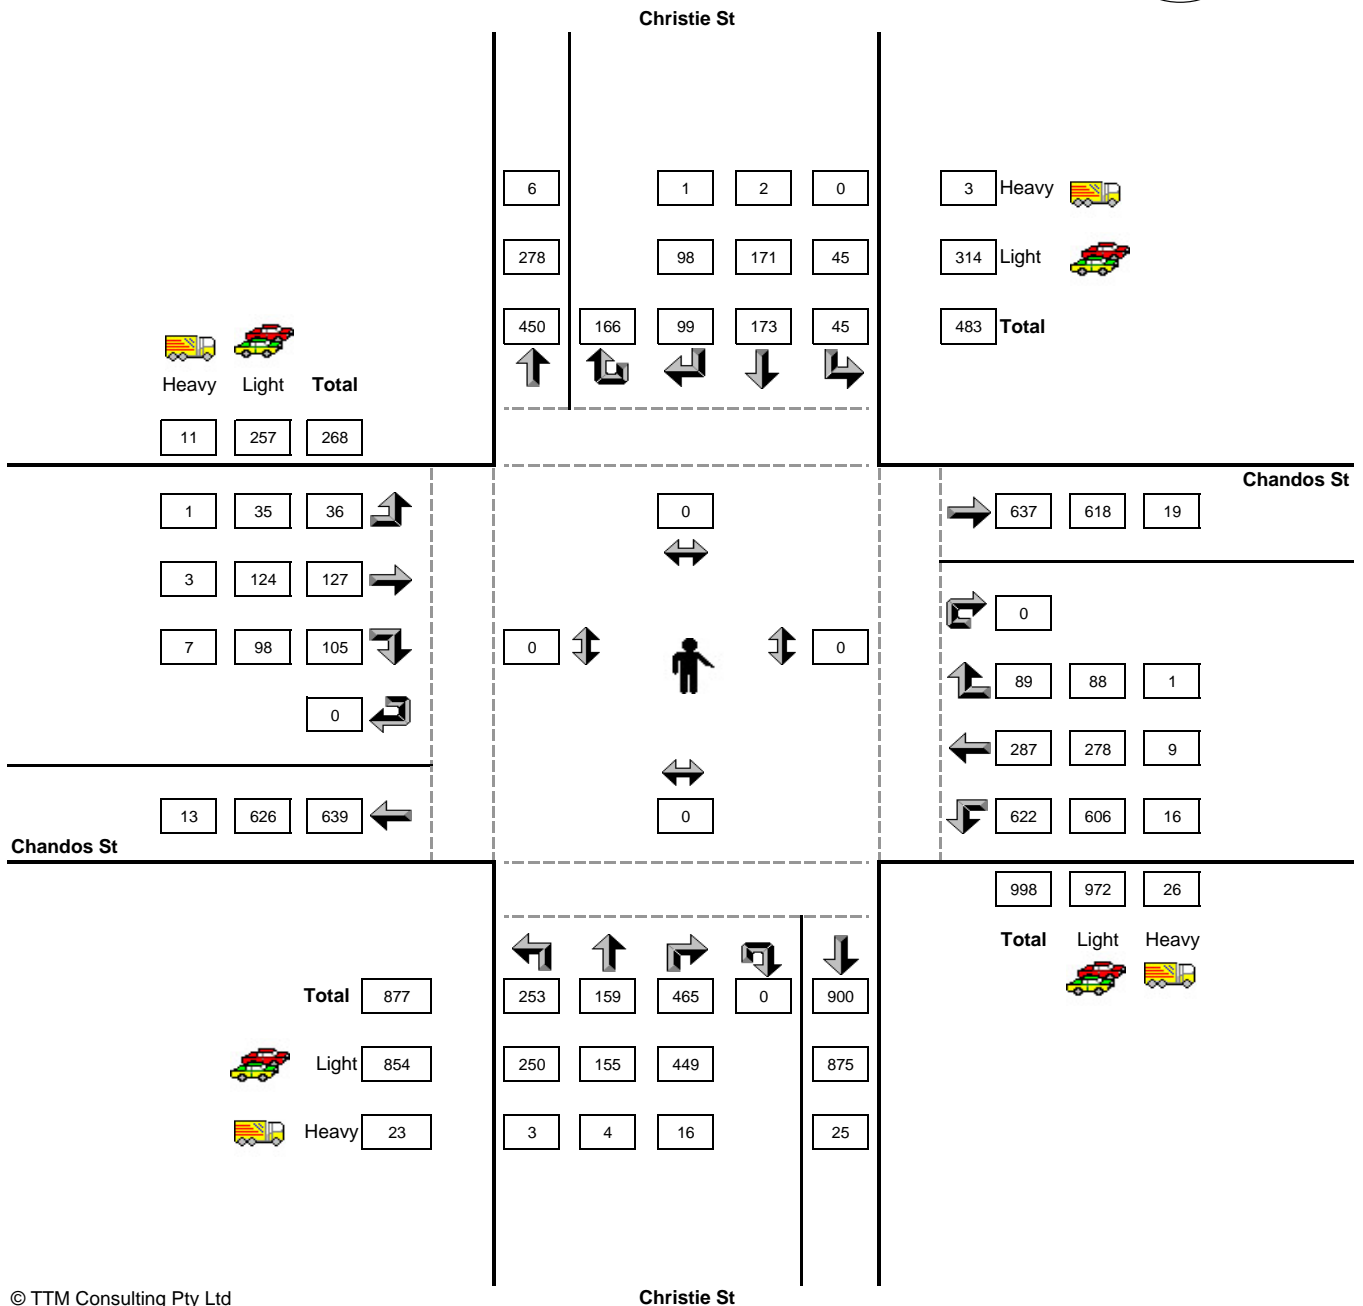 Christie St
6 1 2 0 3 Heavy
278 98 171 45 314 Light
450 166 99 173 45 483 Total
Heavy Light Total
11 257 268
Chandos St
1 35 36 0 637 618 19
3 124 127
0
7 98 105 0 0
89 88 1
0
287 278 9
13 626 639 0 622 606 16
Chandos St
998 972 26
Total Light Heavy
Total 877 253 159 465 0 900
Light 854 250 155 449 875
Heavy 23 3 4 16 25
© TTM Consulting Pty Ltd
Christie St